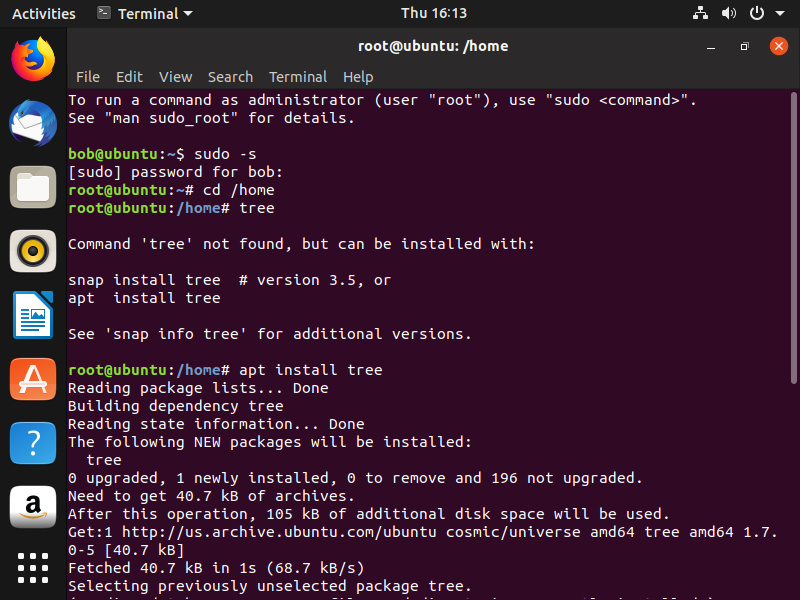 Activities Terminal Thu 16:13
root@ubuntu: /home
File Edit View Search Terminal Help
To run a command as administrator (user "root"), use "sudo <command>".
See "man sudo_root" for details.
bob@ubuntu:~$ sudo -s
[sudo] password for bob:
root@ubuntu:~# cd /home
root@ubuntu:/home# tree
Command 'tree' not found, but can be installed with:
snap install tree  # version 3.5, or
apt  install tree
See 'snap info tree' for additional versions.
root@ubuntu:/home# apt install tree
Reading package lists... Done
Building dependency tree
Reading state information... Done
The following NEW packages will be installed:
  tree
0 upgraded, 1 newly installed, 0 to remove and 196 not upgraded.
Need to get 40.7 kB of archives.
After this operation, 105 kB of additional disk space will be used.
Get:1 http://us.archive.ubuntu.com/ubuntu cosmic/universe amd64 tree amd64 1.7.
0-5 [40.7 kB]
Fetched 40.7 kB in 1s (68.7 kB/s)
Selecting previously unselected package tree.